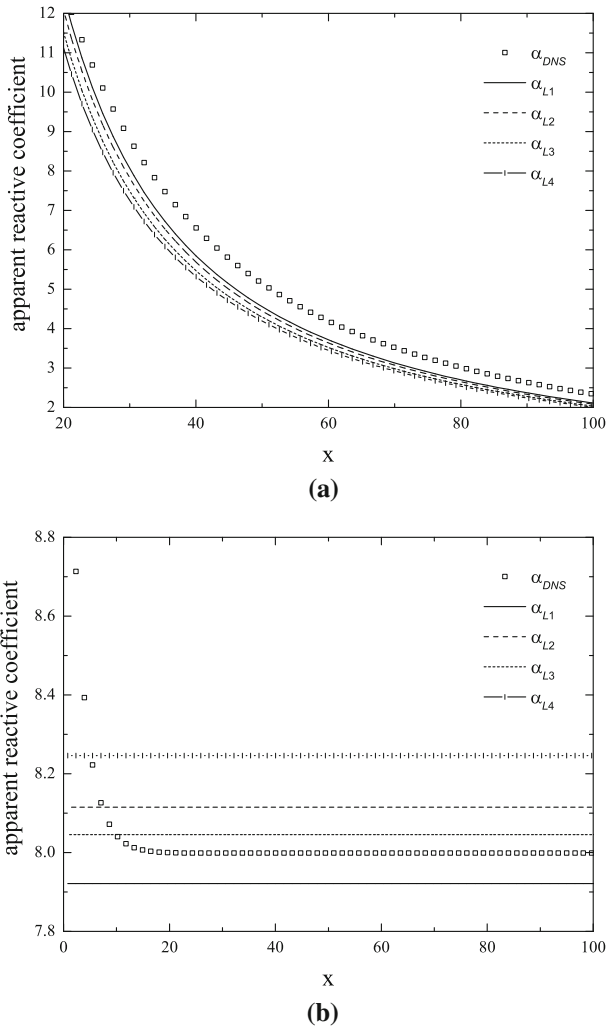 apparent reactive coefficient
12
11
10
9
8
7
6
5
4
3
2
20
40
60
80
100
x
α_DNS
α_L1
α_L2
α_L3
α_L4
(a)
apparent reactive coefficient
8.8
8.6
8.4
8.2
8.0
7.8
0
20
40
60
80
100
x
α_DNS
α_L1
α_L2
α_L3
α_L4
(b)